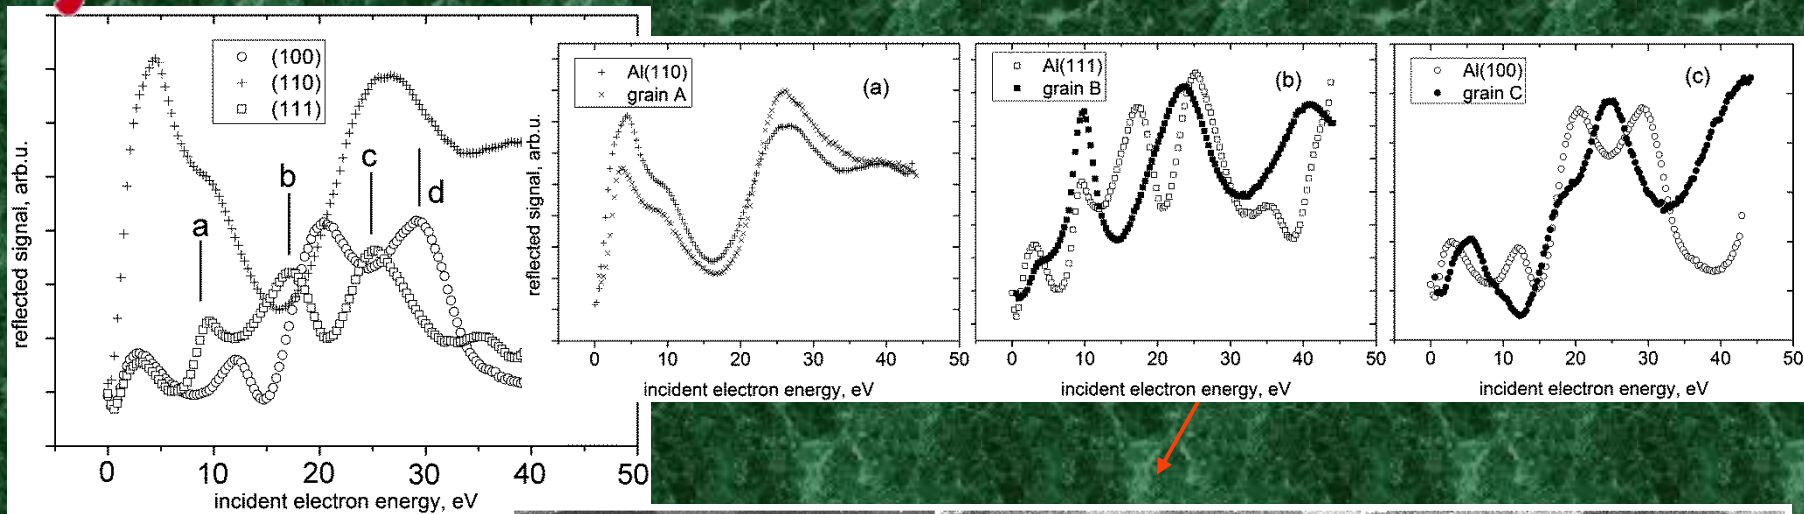 (100)
(110)
(111)
a
b
c
d
reflected signal, arb.u.
0 10 20 30 40 50
incident electron energy, eV
Al(110)
grain A
(a)
reflected signal, arb.u.
0 10 20 30 40 50
incident electron energy, eV
Al(111)
grain B
(b)
0 10 20 30 40 50
incident electron energy, eV
Al(100)
grain C
(c)
0 10 20 30 40 50
incident electron energy, eV